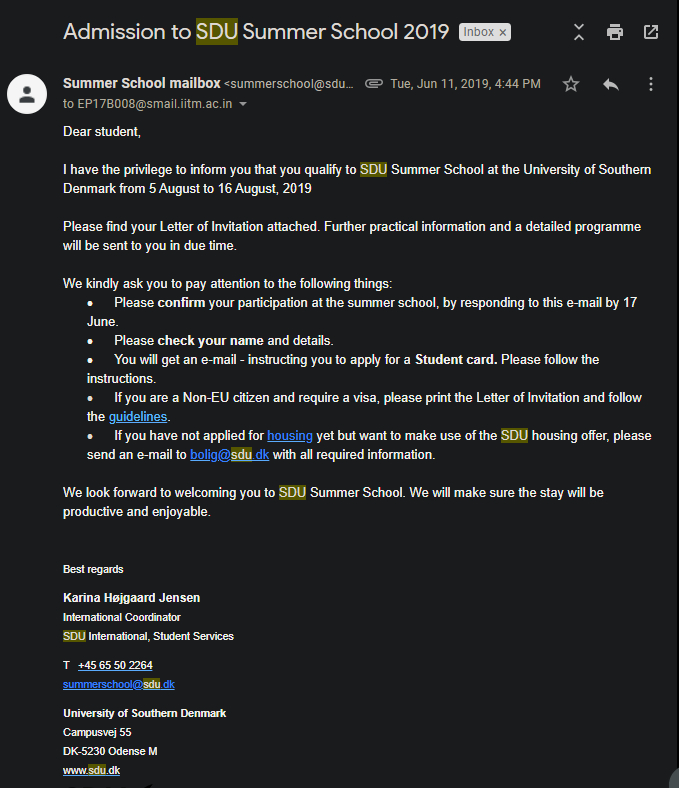 Admission to SDU Summer School 2019 Inbox x
Summer School mailbox <summerschool@sdu... Tue, Jun 11, 2019, 4:44 PM
to EP17B008@smail.iitm.ac.in
Dear student,
I have the privilege to inform you that you qualify to SDU Summer School at the University of Southern
Denmark from 5 August to 16 August, 2019
Please find your Letter of Invitation attached. Further practical information and a detailed programme
will be sent to you in due time.
We kindly ask you to pay attention to the following things:
• Please confirm your participation at the summer school, by responding to this e-mail by 17
June.
• Please check your name and details.
• You will get an e-mail - instructing you to apply for a Student card. Please follow the
instructions.
• If you are a Non-EU citizen and require a visa, please print the Letter of Invitation and follow
the guidelines.
• If you have not applied for housing yet but want to make use of the SDU housing offer, please
send an e-mail to bolig@sdu.dk with all required information.
We look forward to welcoming you to SDU Summer School. We will make sure the stay will be
productive and enjoyable.
Best regards
Karina Højgaard Jensen
International Coordinator
SDU International, Student Services
T +45 65 50 2264
summerschool@sdu.dk
University of Southern Denmark
Campusvej 55
DK-5230 Odense M
www.sdu.dk